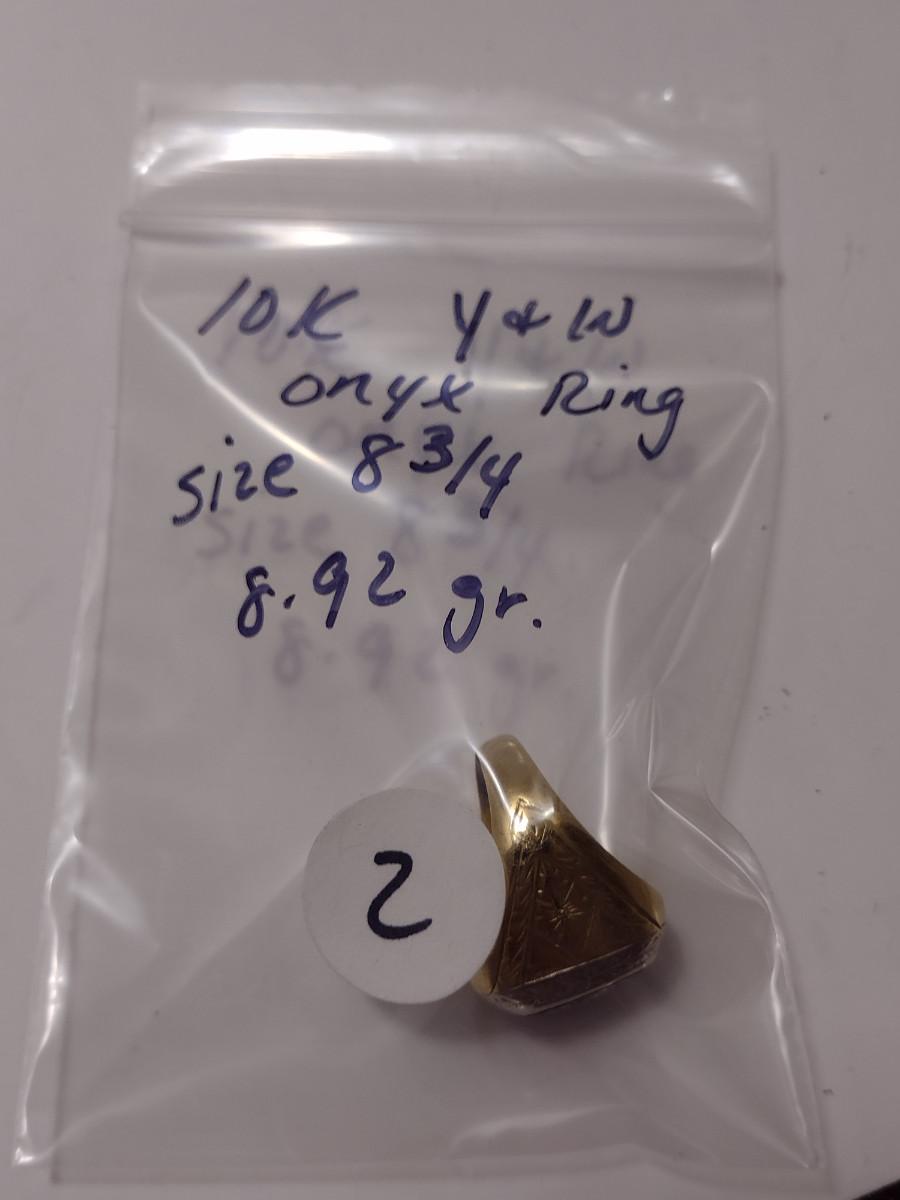 10K Y & W
onyx Ring
size 8 3/4
8.92 gr.
2